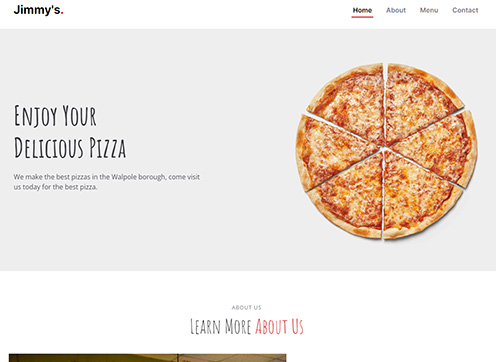 Jimmy's.
Home About Menu Contact
Enjoy Your
Delicious Pizza
We make the best pizzas in the Walpole borough, come visit
us today for the best pizza.
ABOUT US
Learn More About Us